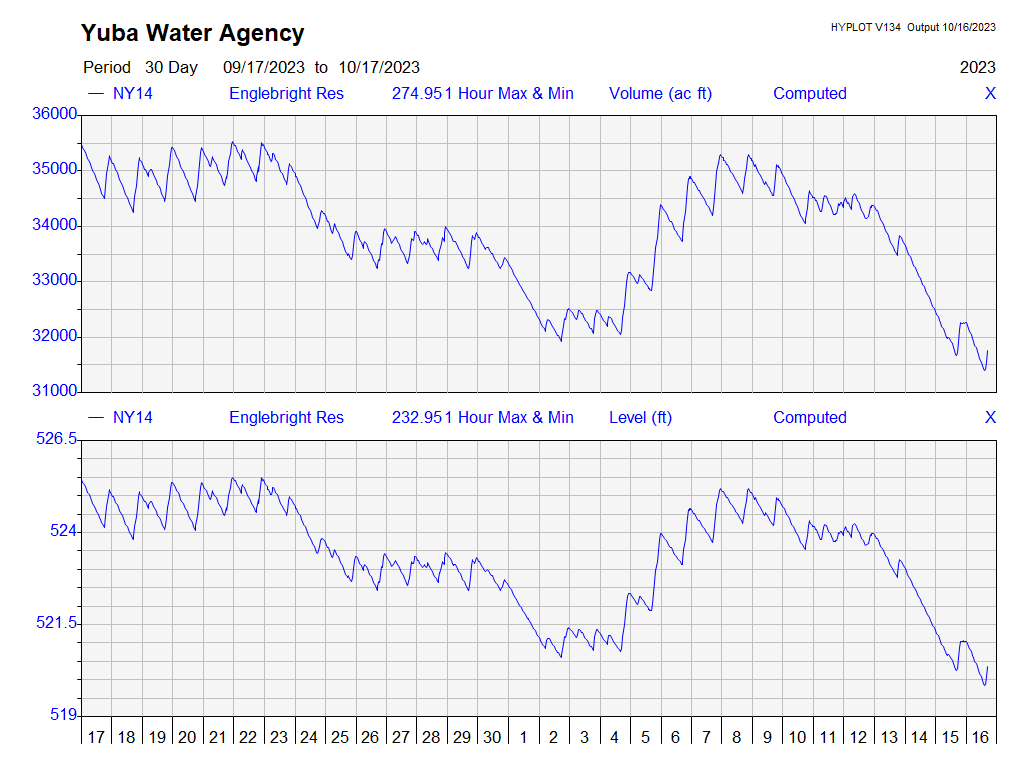 Yuba Water Agency
HYPLOT V134 Output 10/16/2023
Period 30 Day 09/17/2023 to 10/17/2023
2023
NY14 Englebright Res 274.951 Hour Max & Min Volume (ac ft) Computed X
36000
35000
34000
33000
32000
31000
NY14 Englebright Res 232.951 Hour Max & Min Level (ft) Computed X
526.5
524
521.5
519
17 18 19 20 21 22 23 24 25 26 27 28 29 30 1 2 3 4 5 6 7 8 9 10 11 12 13 14 15 16